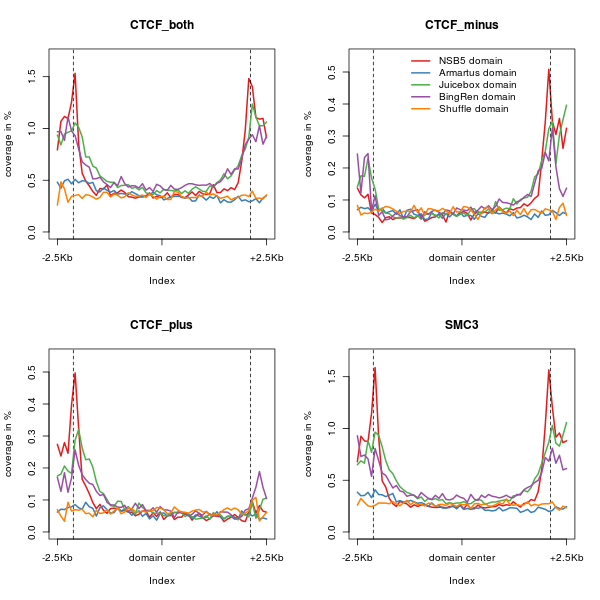 CTCF_both
coverage in %
0.0
0.5
1.0
1.5
-2.5Kb
domain center
+2.5Kb
Index
CTCF_minus
coverage in %
0.0
0.1
0.2
0.3
0.4
0.5
NSB5 domain
Armartus domain
Juicebox domain
BingRen domain
Shuffle domain
-2.5Kb
domain center
+2.5Kb
Index
CTCF_plus
coverage in %
0.0
0.1
0.2
0.3
0.4
0.5
-2.5Kb
domain center
+2.5Kb
Index
SMC3
coverage in %
0.0
0.5
1.0
1.5
-2.5Kb
domain center
+2.5Kb
Index